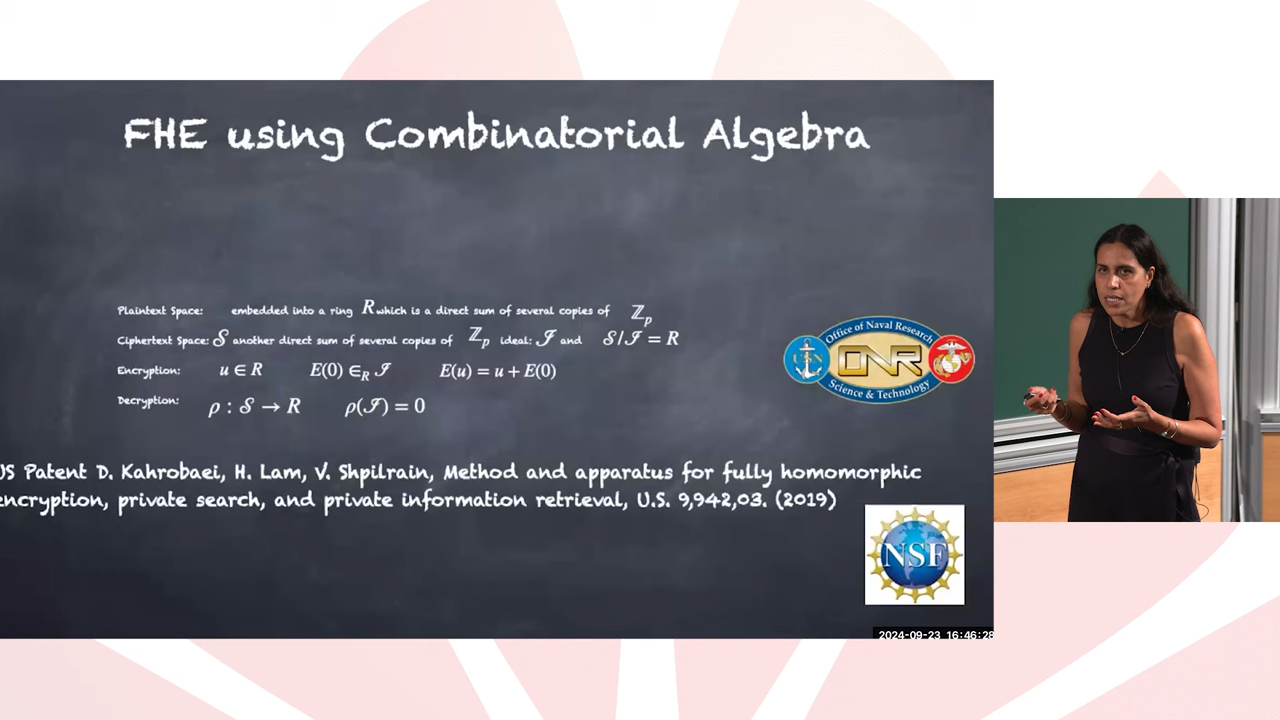 FHE using Combinatorial Algebra
Plaintext Space: embedded into a ring R which is a direct sum of several copies of ℤp
Ciphertext Space: 𝒮 another direct sum of several copies of ℤp ideal: ℐ and 𝒮/ℐ = R
Encryption: u ∈ R E(0) ∈R ℐ E(u) = u + E(0)
Decryption: ρ : 𝒮 → R ρ(ℐ) = 0
Office of Naval Research
USN
ONR
Science & Technology
US Patent D. Kahrobaei, H. Lam, V. Shpilrain, Method and apparatus for fully homomorphic
encryption, private search, and private information retrieval, U.S. 9,942,03. (2019)
NSF
2024-09-23 16:46:28